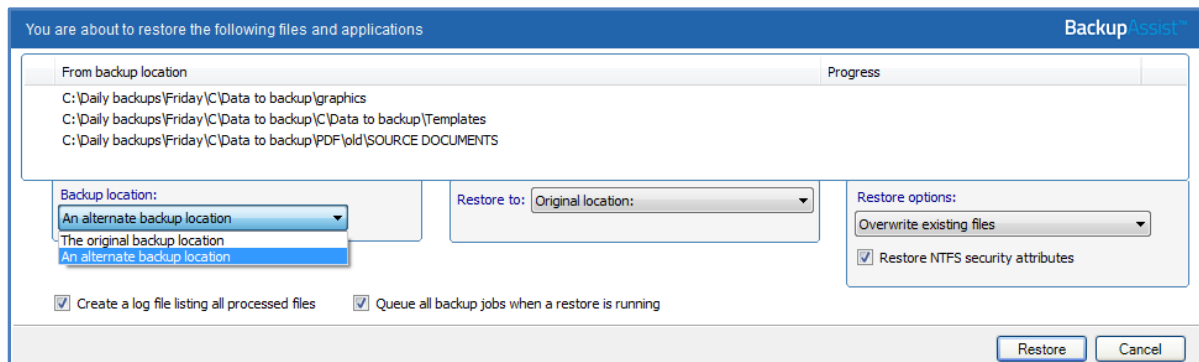 You are about to restore the following files and applications
BackupAssist™
From backup location
Progress
C:\Daily backups\Friday\C\Data to backup\graphics
C:\Daily backups\Friday\C\Data to backup\C\Data to backup\Templates
C:\Daily backups\Friday\C\Data to backup\PDF\old\SOURCE DOCUMENTS
Backup location:
An alternate backup location
The original backup location
An alternate backup location
Restore to:
Original location:
Restore options:
Overwrite existing files
Restore NTFS security attributes
Create a log file listing all processed files
Queue all backup jobs when a restore is running
Restore
Cancel